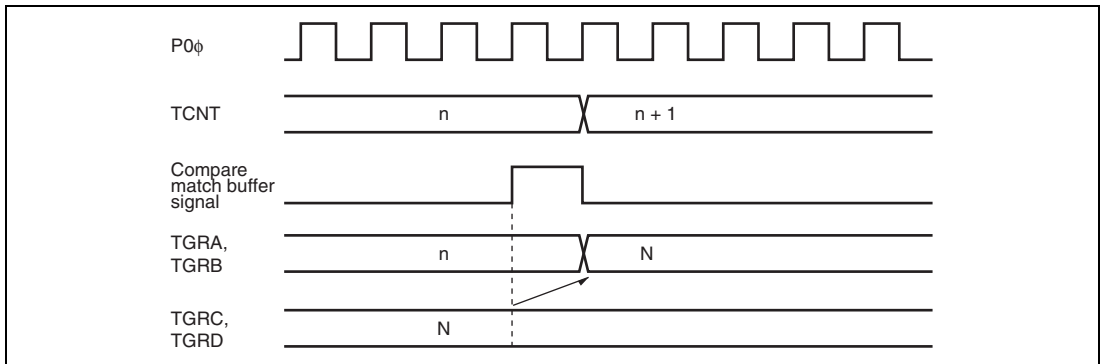 P0ϕ
TCNT
n
n + 1
Compare
match buffer
signal
TGRA,
TGRB
n
N
TGRC,
TGRD
N